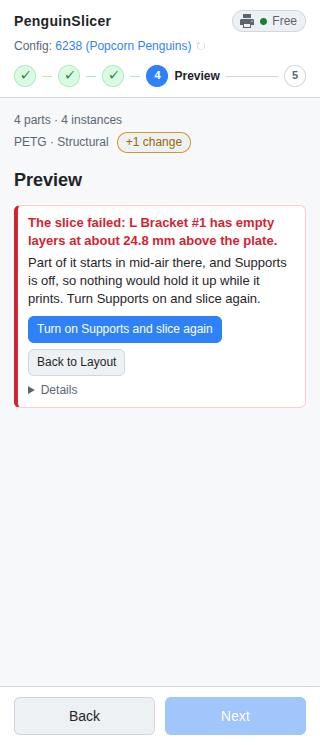 PenguinSlicer
Free
Config: 6238 (Popcorn Penguins)
✓ ✓ ✓ 4 Preview 5
4 parts · 4 instances
PETG · Structural +1 change
Preview
The slice failed: L Bracket #1 has empty
layers at about 24.8 mm above the plate.
Part of it starts in mid-air there, and Supports
is off, so nothing would hold it up while it
prints. Turn Supports on and slice again.
Turn on Supports and slice again
Back to Layout
Details
Back
Next